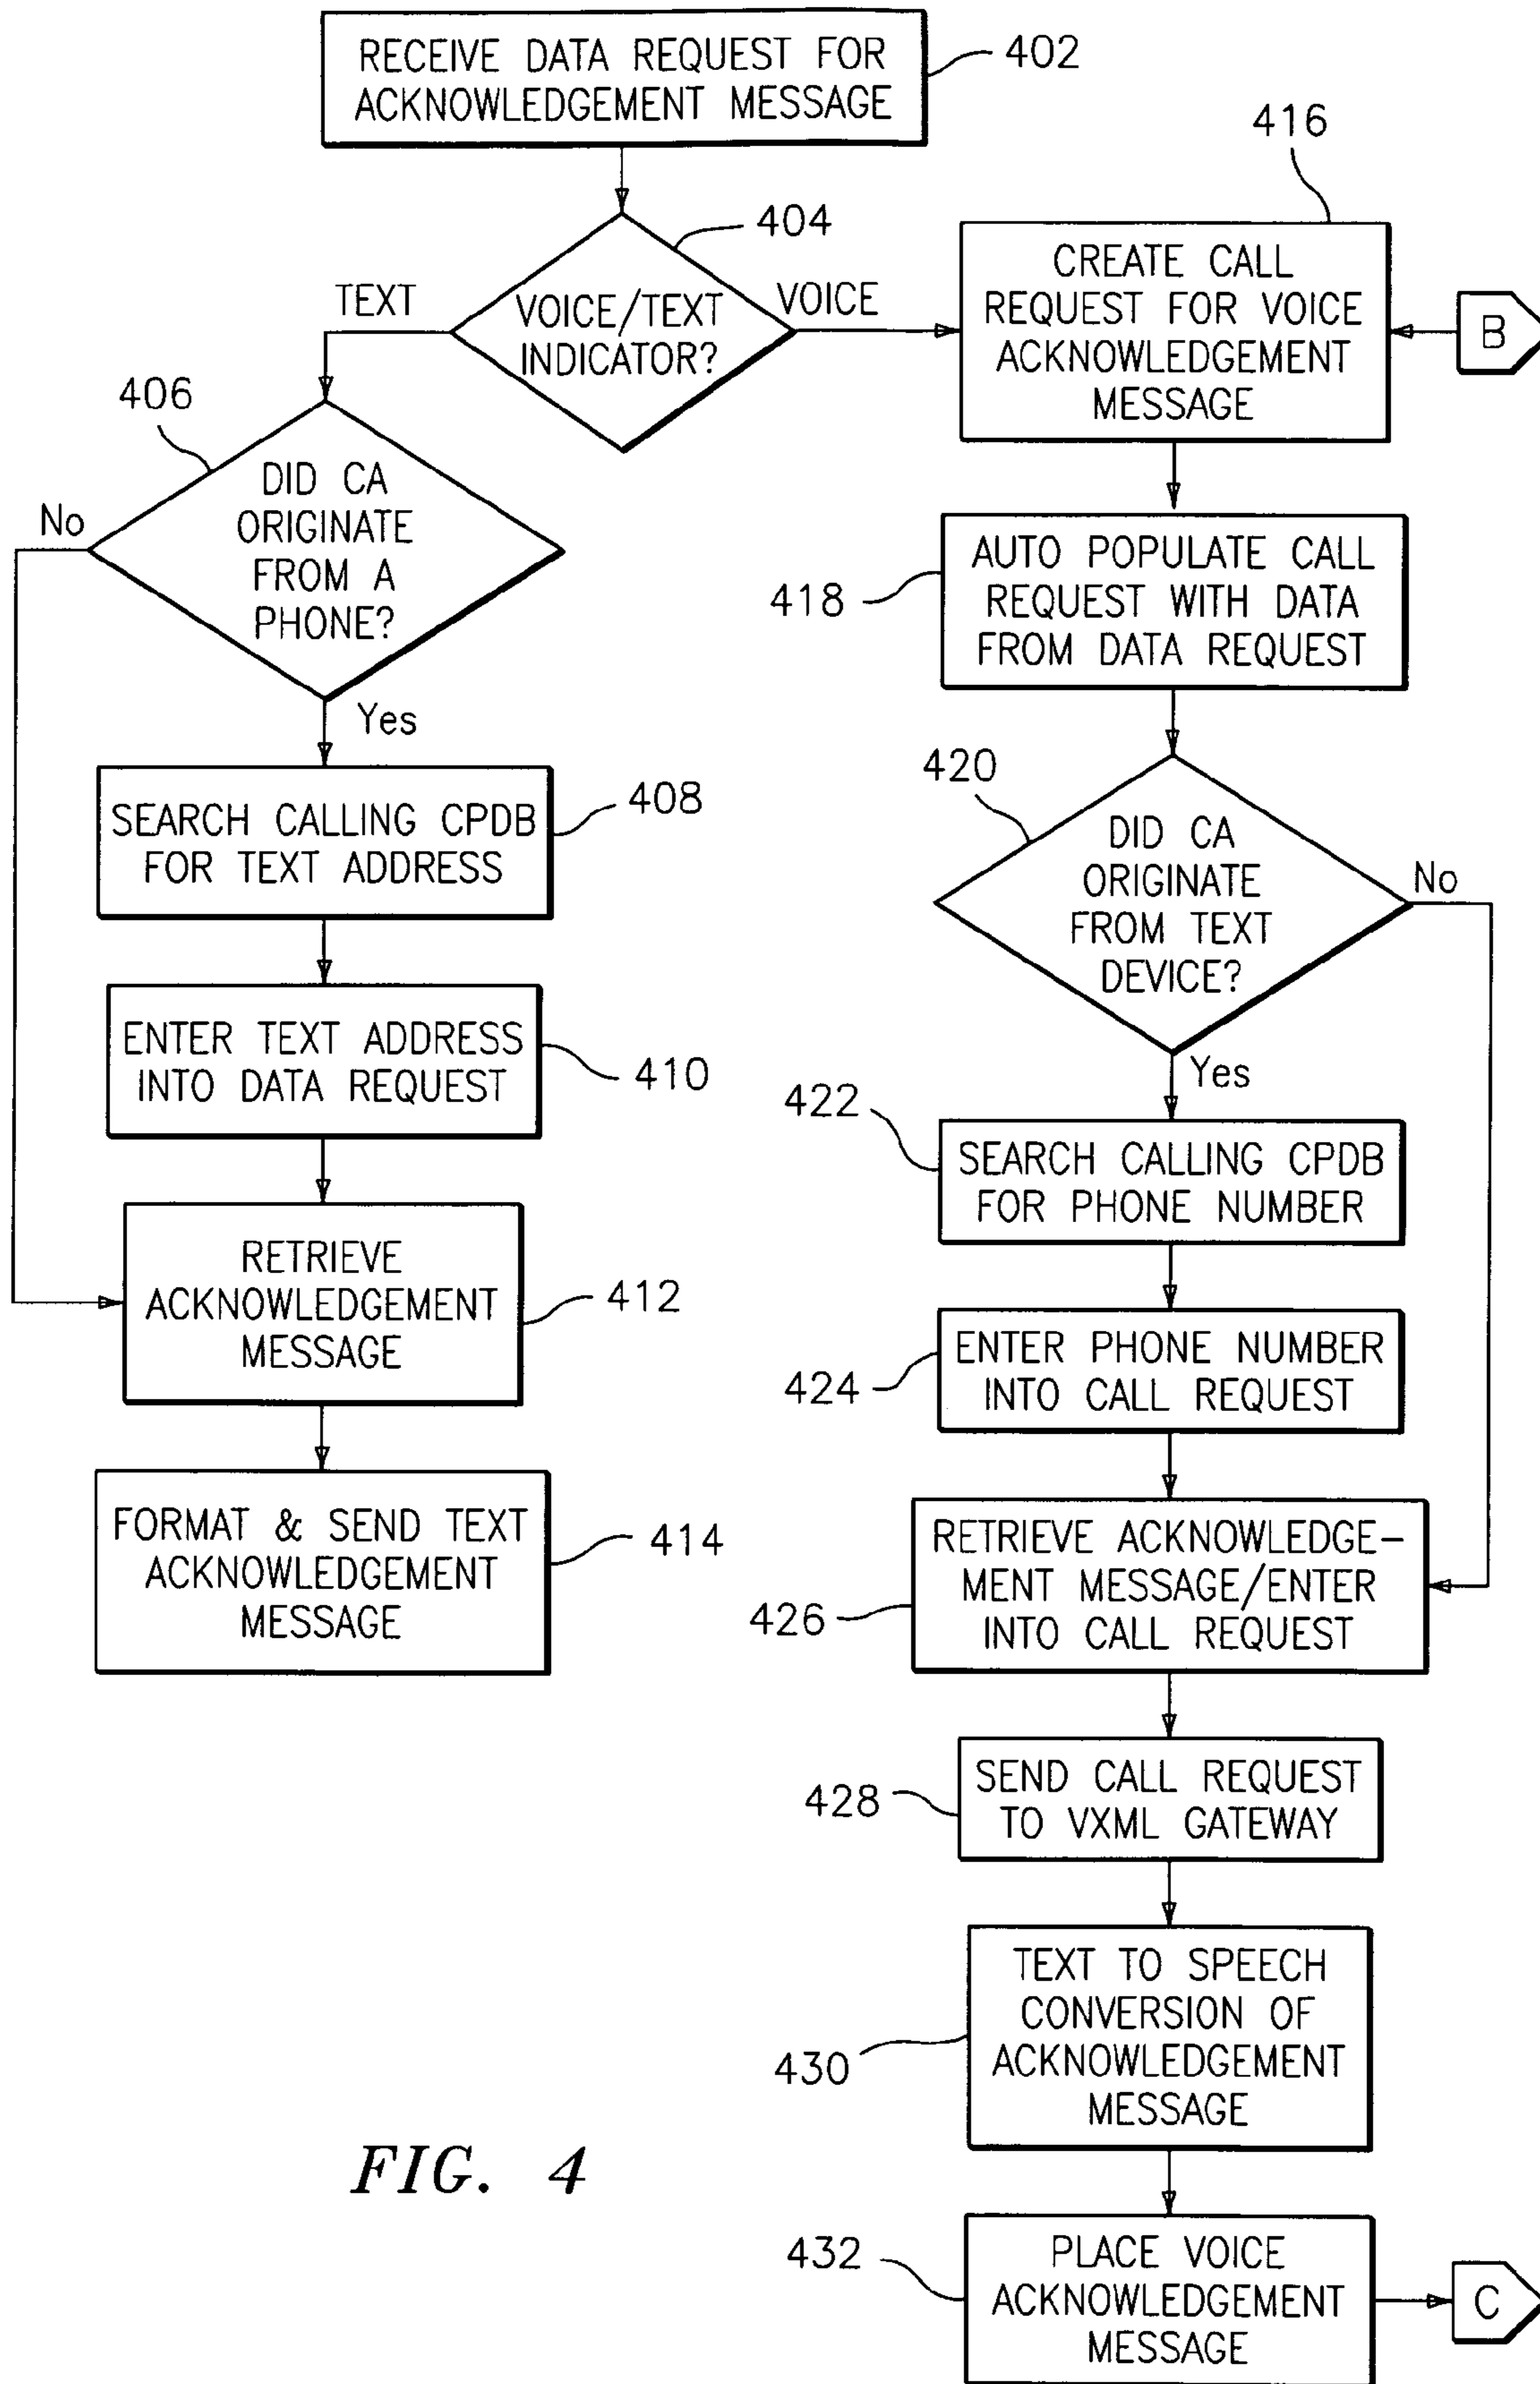 RECEIVE DATA REQUEST FOR
ACKNOWLEDGEMENT MESSAGE
402
404
VOICE/TEXT
INDICATOR?
TEXT
VOICE
406
DID CA
ORIGINATE
FROM A
PHONE?
No
Yes
SEARCH CALLING CPDB
FOR TEXT ADDRESS
408
ENTER TEXT ADDRESS
INTO DATA REQUEST
410
RETRIEVE
ACKNOWLEDGEMENT
MESSAGE
412
FORMAT & SEND TEXT
ACKNOWLEDGEMENT
MESSAGE
414
416
CREATE CALL
REQUEST FOR VOICE
ACKNOWLEDGEMENT
MESSAGE
B
AUTO POPULATE CALL
REQUEST WITH DATA
FROM DATA REQUEST
418
420
DID CA
ORIGINATE
FROM TEXT
DEVICE?
No
Yes
422
SEARCH CALLING CPDB
FOR PHONE NUMBER
ENTER PHONE NUMBER
INTO CALL REQUEST
424
RETRIEVE ACKNOWLEDGE-
MENT MESSAGE/ENTER
INTO CALL REQUEST
426
SEND CALL REQUEST
TO VXML GATEWAY
428
TEXT TO SPEECH
CONVERSION OF
ACKNOWLEDGEMENT
MESSAGE
430
432
PLACE VOICE
ACKNOWLEDGEMENT
MESSAGE
C
FIG. 4